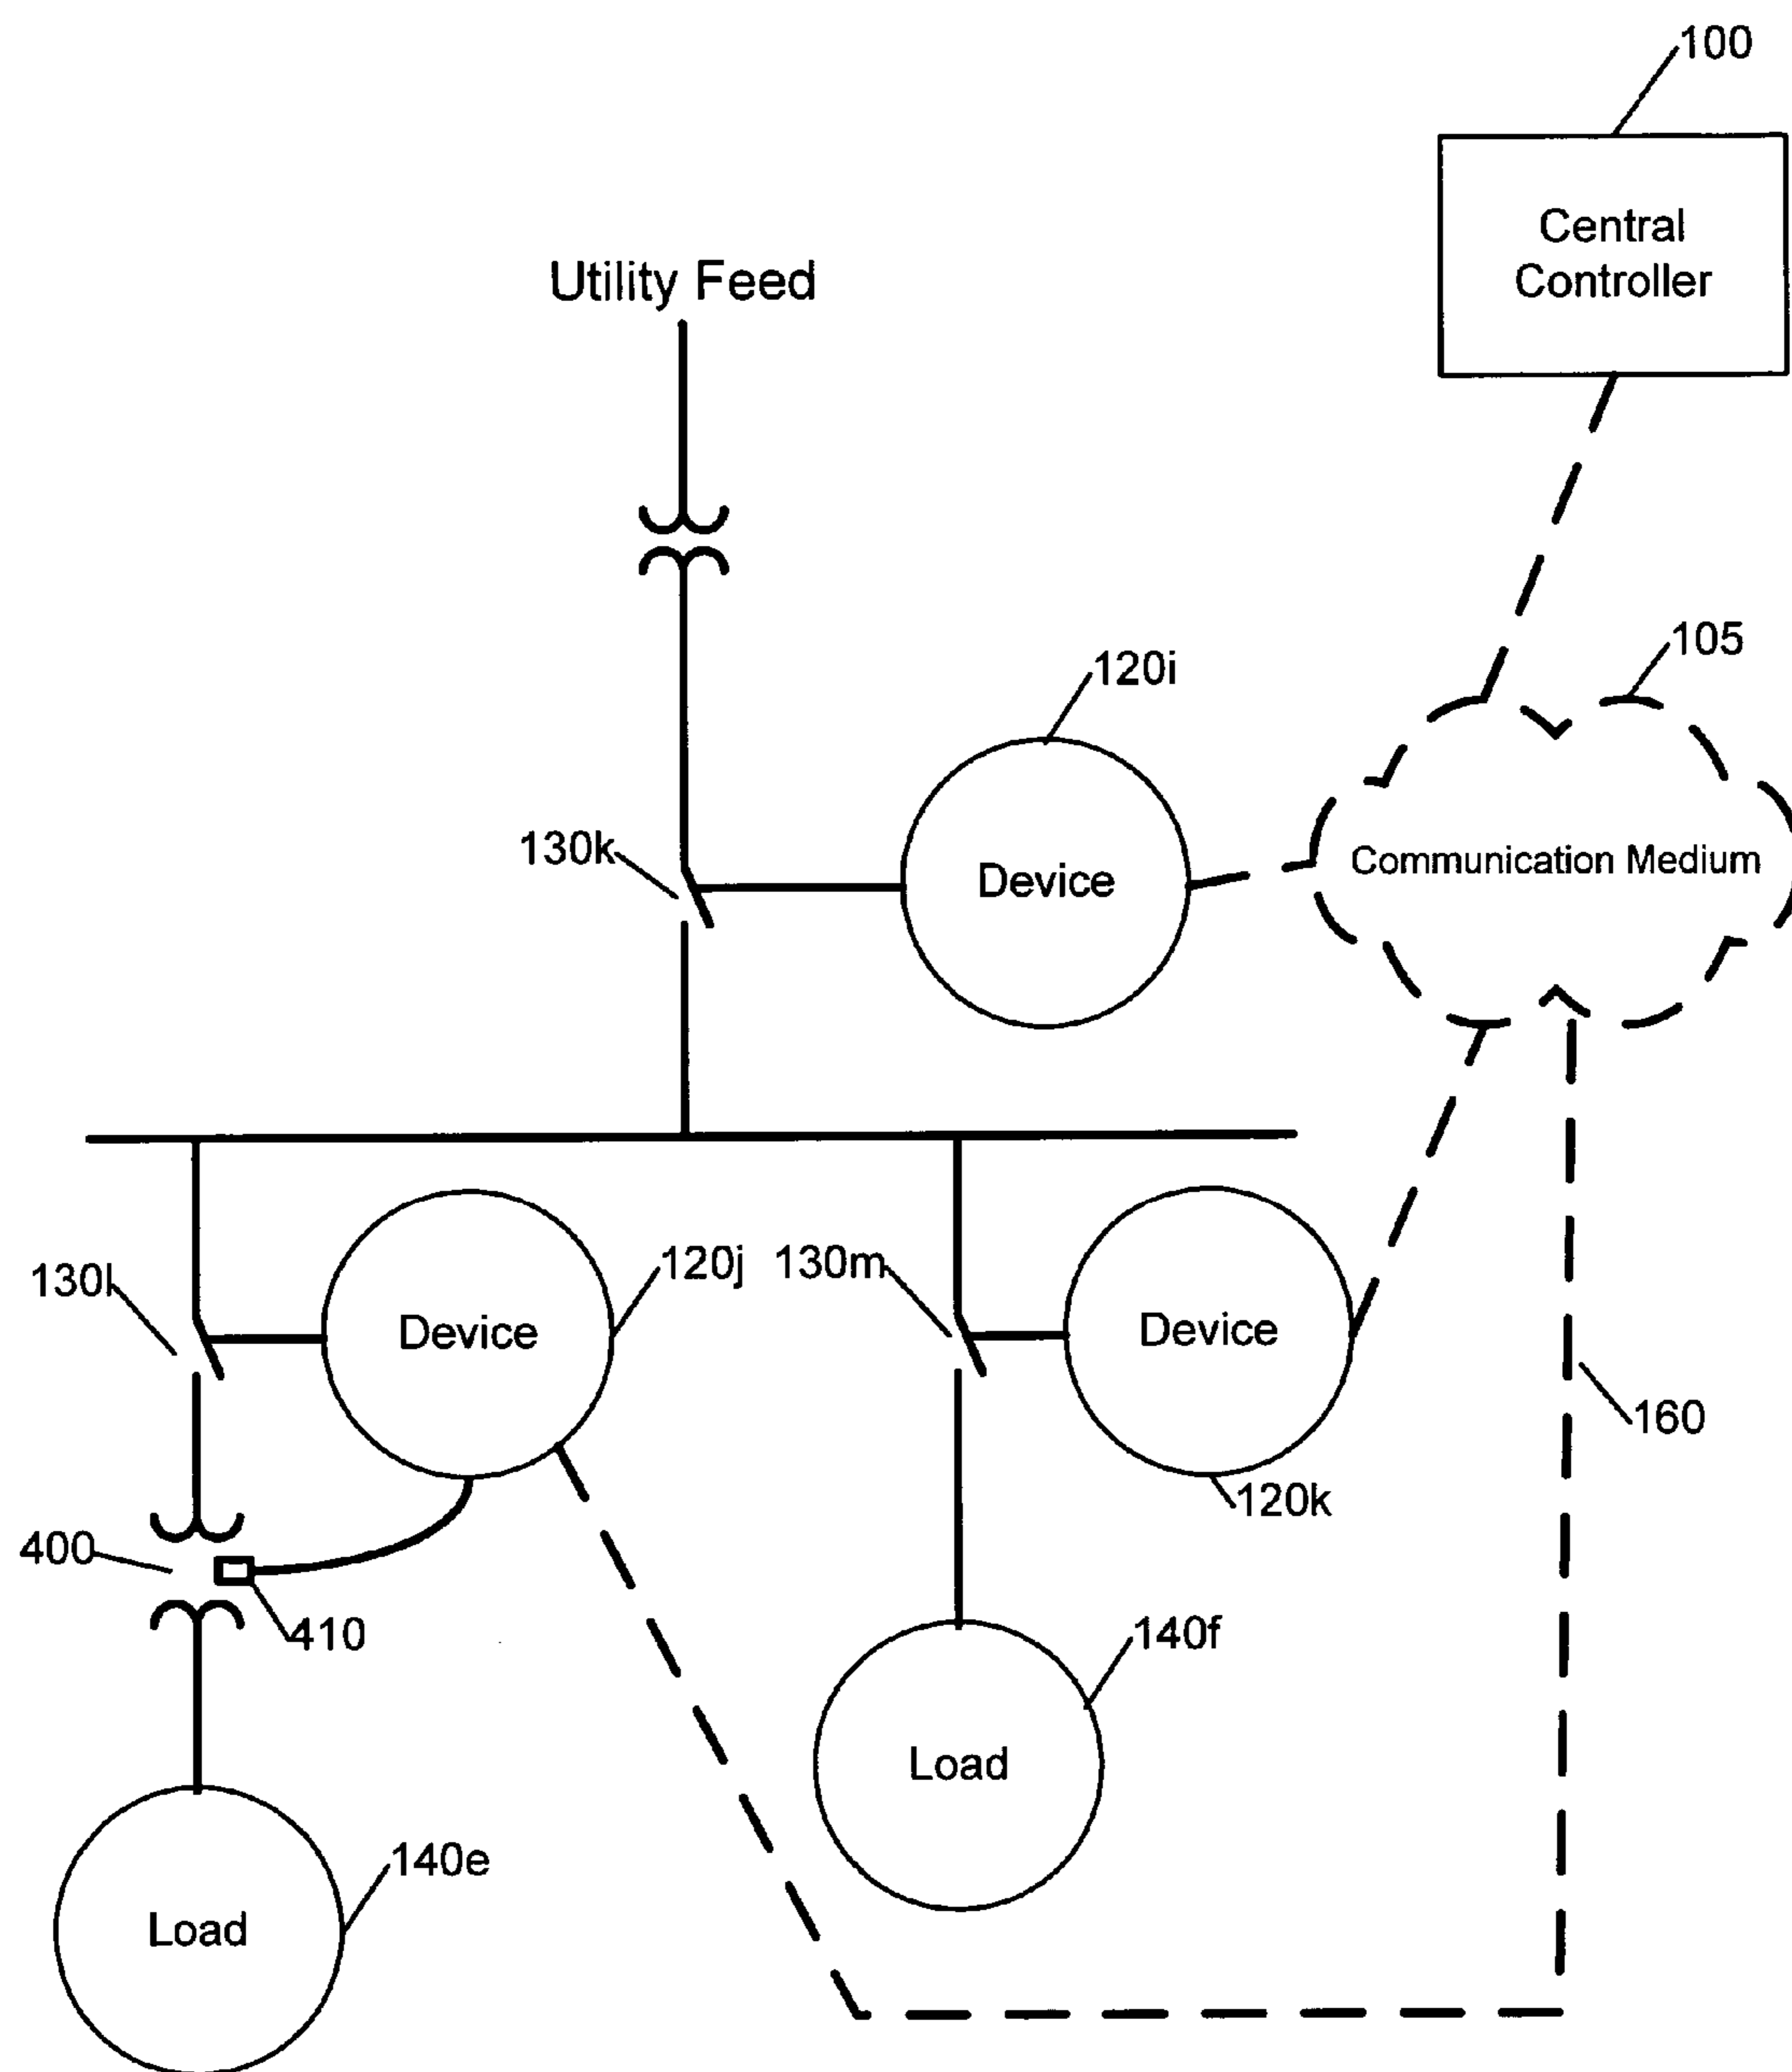 100
Central
Controller
Utility Feed
105
120i
130k
Device
Communication Medium
130l
Device
120j
130m
Device
160
120k
400
410
140f
Load
140e
Load